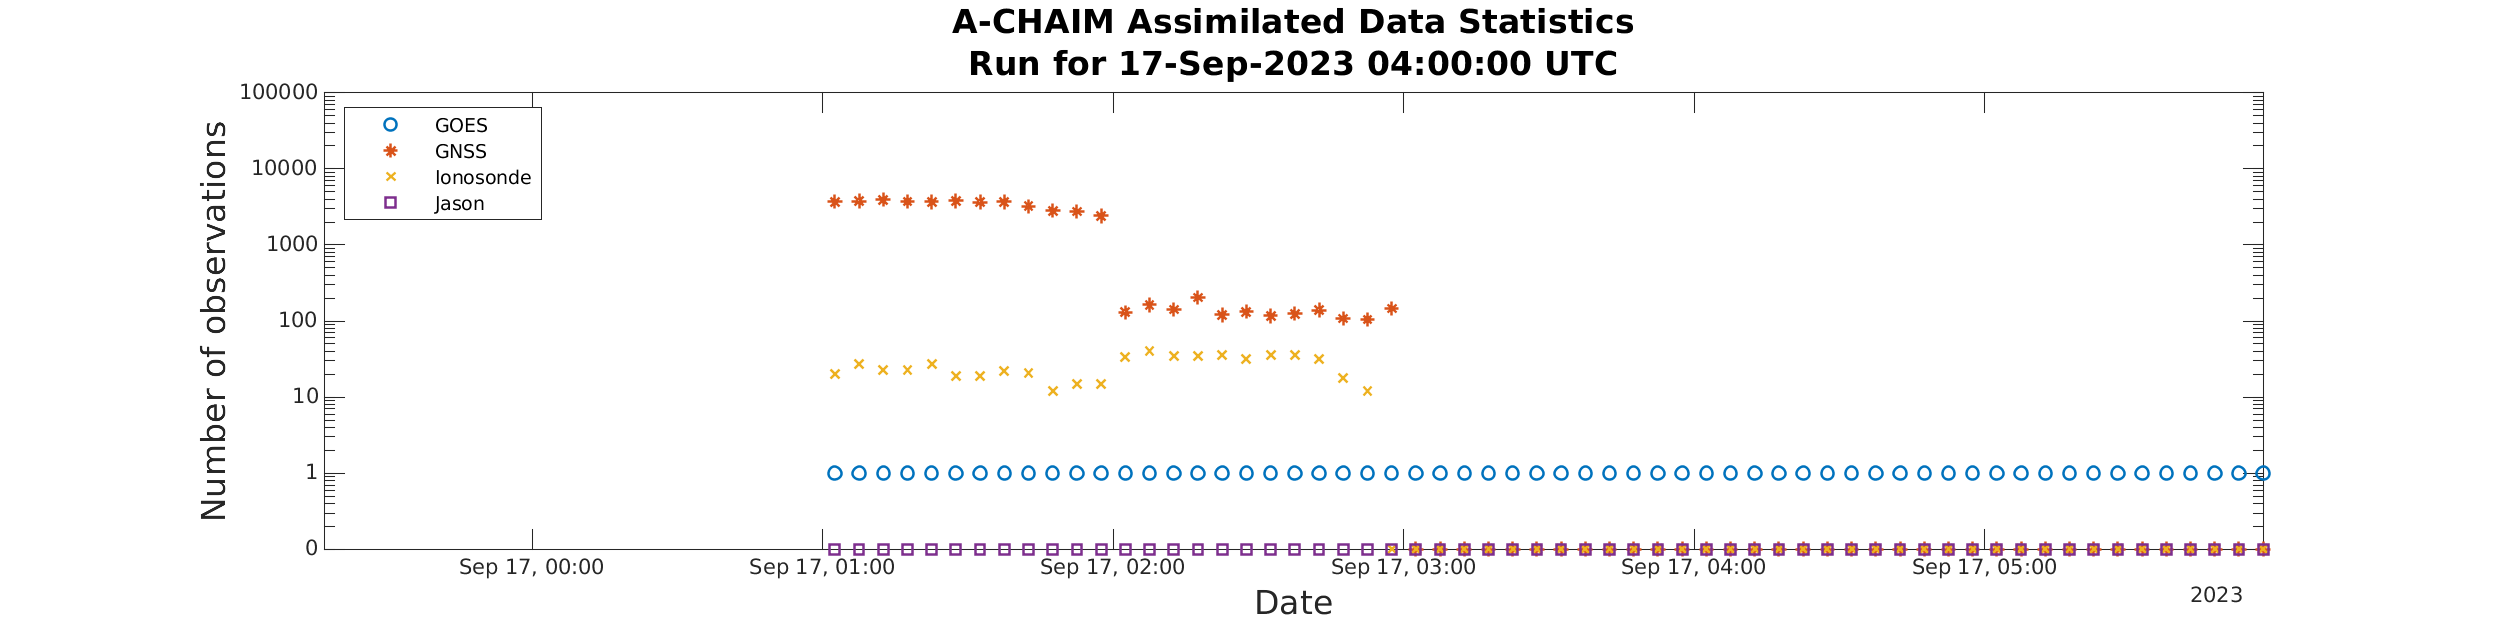 A-CHAIM Assimilated Data Statistics
Run for 17-Sep-2023 04:00:00 UTC
Number of observations
100000
10000
1000
100
10
1
0
GOES
GNSS
Ionosonde
Jason
Sep 17, 00:00
Sep 17, 01:00
Sep 17, 02:00
Sep 17, 03:00
Sep 17, 04:00
Sep 17, 05:00
2023
Date